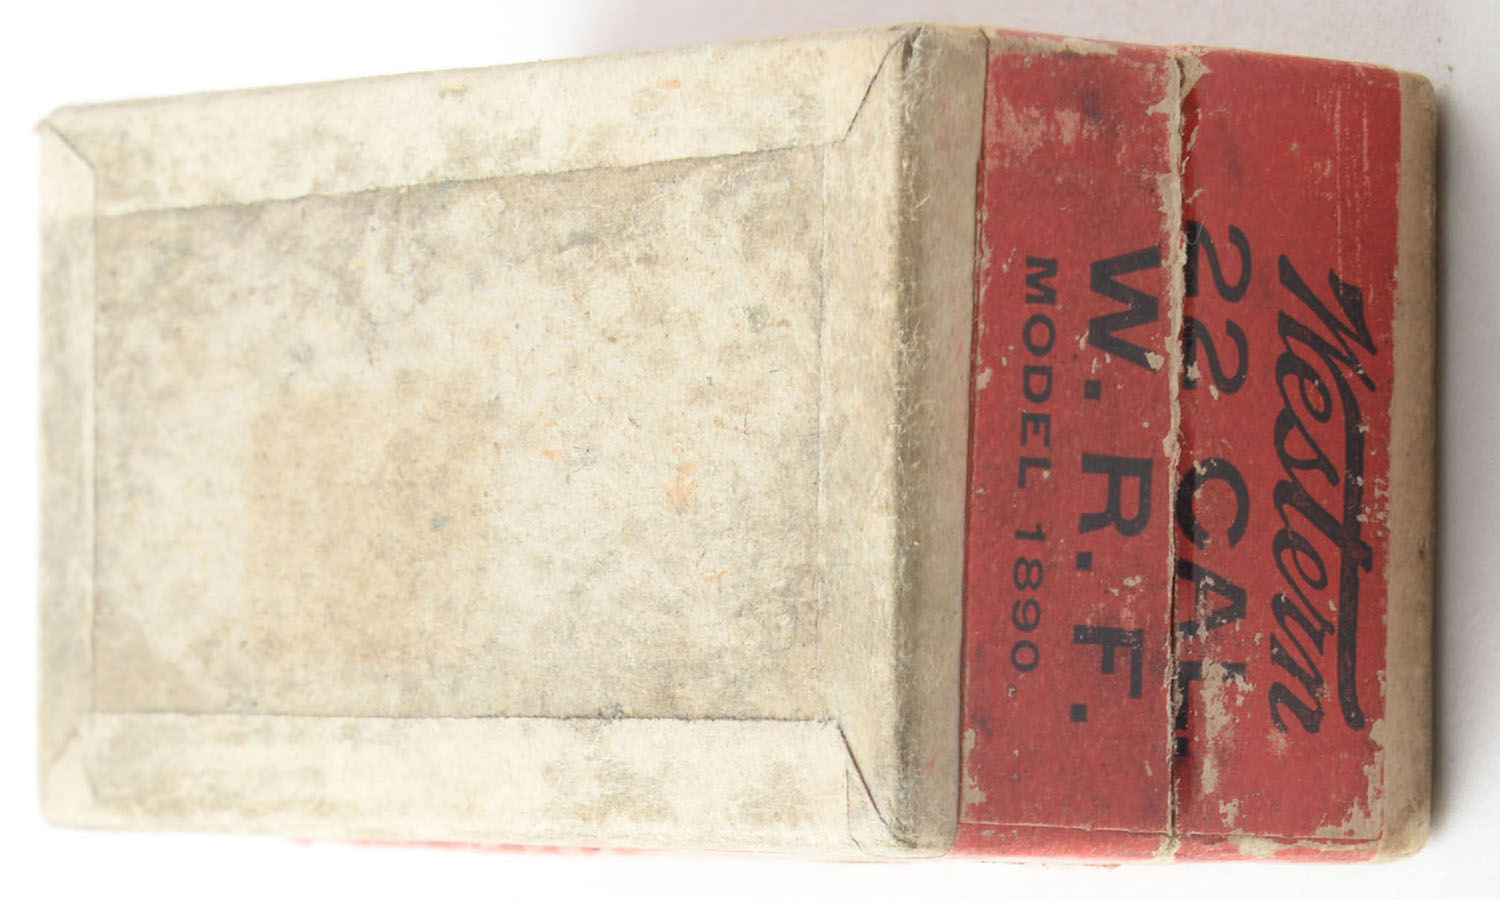 Western
22 CAL.
W. R. F.
MODEL 1890